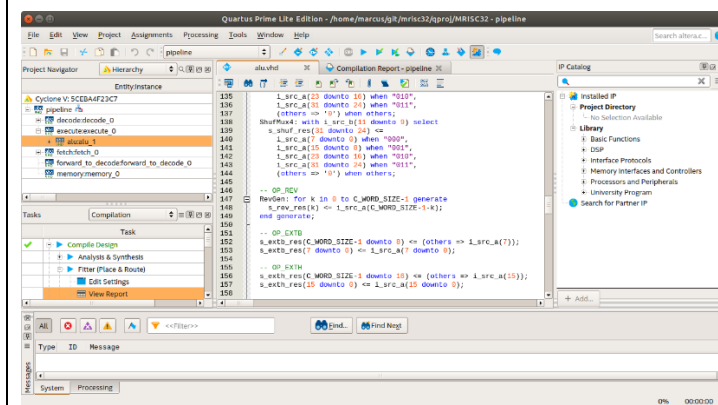 Quartus Prime Lite Edition - /home/marcus/git/mrisc32/qproj/MRISC32 - pipeline
File Edit View Project Assignments Processing Tools Window Help
Search altera.c...
pipeline
Project Navigator
Hierarchy
Entity:Instance
Cyclone V: 5CEBA4F23C7
pipeline
decode:decode_0
execute:execute_0
alu:alu_1
fetch:fetch_0
forward_to_decode:forward_to_decode_0
memory:memory_0
Tasks
Compilation
Task
Compile Design
Analysis & Synthesis
Fitter (Place & Route)
Edit Settings
View Report
alu.vhd
Compilation Report - pipeline
135 i_src_a(23 downto 16) when "010",
136 i_src_a(31 downto 24) when "011",
137 (others => '0') when others;
138 ShufMux4: with i_src_b(11 downto 9) select
139 s_shuf_res(31 downto 24) <=
140 i_src_a(7 downto 0) when "000",
141 i_src_a(15 downto 8) when "001",
142 i_src_a(23 downto 16) when "010",
143 i_src_a(31 downto 24) when "011",
144 (others => '0') when others;
145
146 -- OP_REV
147 RevGen: for k in 0 to C_WORD_SIZE-1 generate
148 s_rev_res(k) <= i_src_a(C_WORD_SIZE-1-k);
149 end generate;
150
151 -- OP_EXTB
152 s_extb_res(C_WORD_SIZE-1 downto 8) <= (others => i_src_a(7));
153 s_extb_res(7 downto 0) <= i_src_a(7 downto 0);
154
155 -- OP_EXTH
156 s_exth_res(C_WORD_SIZE-1 downto 16) <= (others => i_src_a(15));
157 s_exth_res(15 downto 0) <= i_src_a(15 downto 0);
158
IP Catalog
Installed IP
Project Directory
No Selection Available
Library
Basic Functions
DSP
Interface Protocols
Memory Interfaces and Controllers
Processors and Peripherals
University Program
Search for Partner IP
+ Add...
All
<<Filter>>
Find...
Find Next
Type ID Message
Messages
System Processing
0% 00:00:00